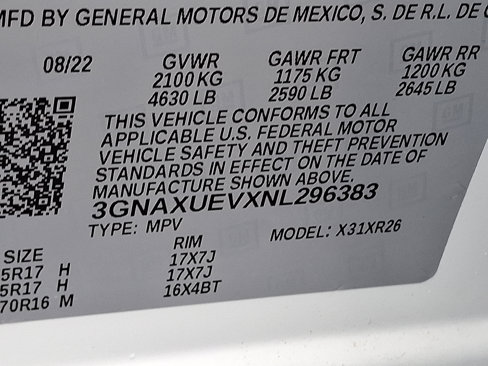 MFD BY GENERAL MOTORS DE MEXICO, S. DE R.L. DE
08/22 GVWR GAWR FRT GAWR RR
2100 KG 1175 KG 1200 KG
4630 LB 2590 LB 2645 LB
THIS VEHICLE CONFORMS TO ALL
APPLICABLE U.S. FEDERAL MOTOR
VEHICLE SAFETY AND THEFT PREVENTION
STANDARDS IN EFFECT ON THE DATE OF
MANUFACTURE SHOWN ABOVE.
3GNAXUEVXNL296383
TYPE: MPV MODEL: X31XR26
SIZE RIM
5R17 H 17X7J
5R17 H 17X7J
70R16 M 16X4BT